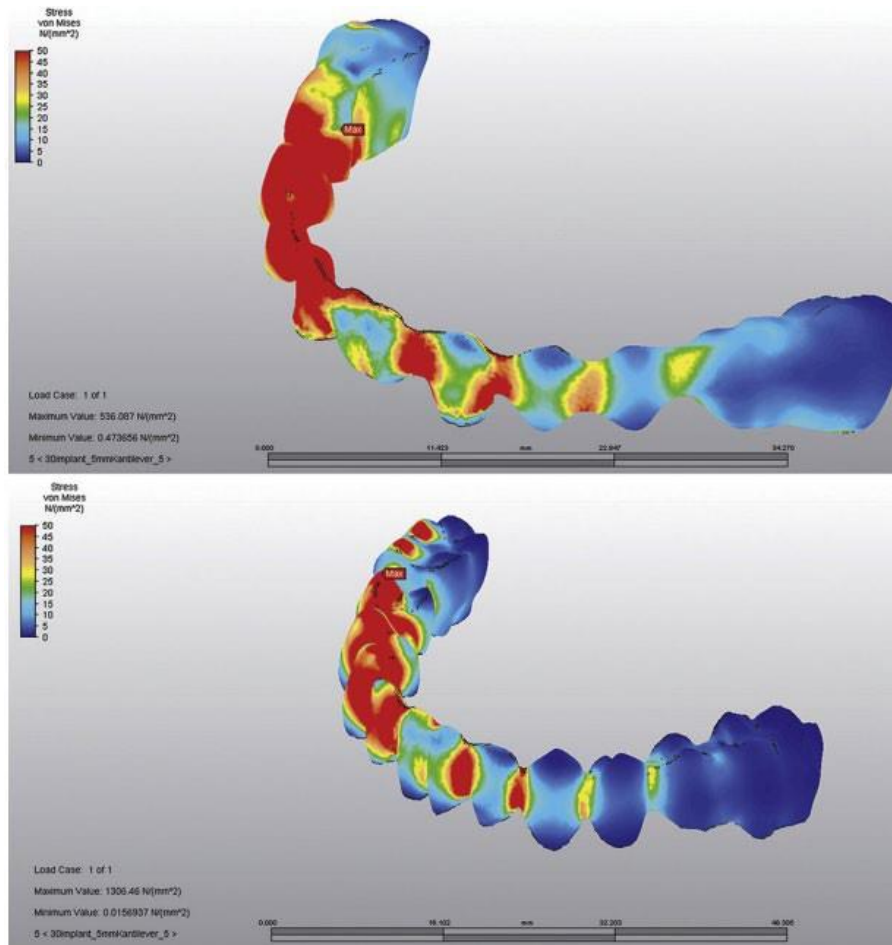 Stress
von Mises
N/(mm^2)
50
45
40
35
30
25
20
15
10
5
0
Max
Load Case: 1 of 1
Maximum Value: 536.087 N/(mm^2)
Minimum Value: 0.473656 N/(mm^2)
5 < 3Dimplant_5mmKantilever_5 >
0.000 11.423 mm 22.847 34.270
Stress
von Mises
N/(mm^2)
50
45
40
35
30
25
20
15
10
5
0
Max
Load Case: 1 of 1
Maximum Value: 1306.46 N/(mm^2)
Minimum Value: 0.0156937 N/(mm^2)
5 < 3Dimplant_5mmKantilever_5 >
0.000 16.102 mm 32.203